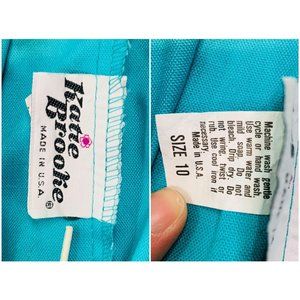 Katie
Brooke®
MADE IN U.S.A.
Machine wash gentle
cycle or hand wash.
Use warm water and
mild soap. Do not
bleach. Drip dry. Do
not wring, twist or
rub. Use cool iron if
necessary.
Made in U.S.A.
SIZE 10